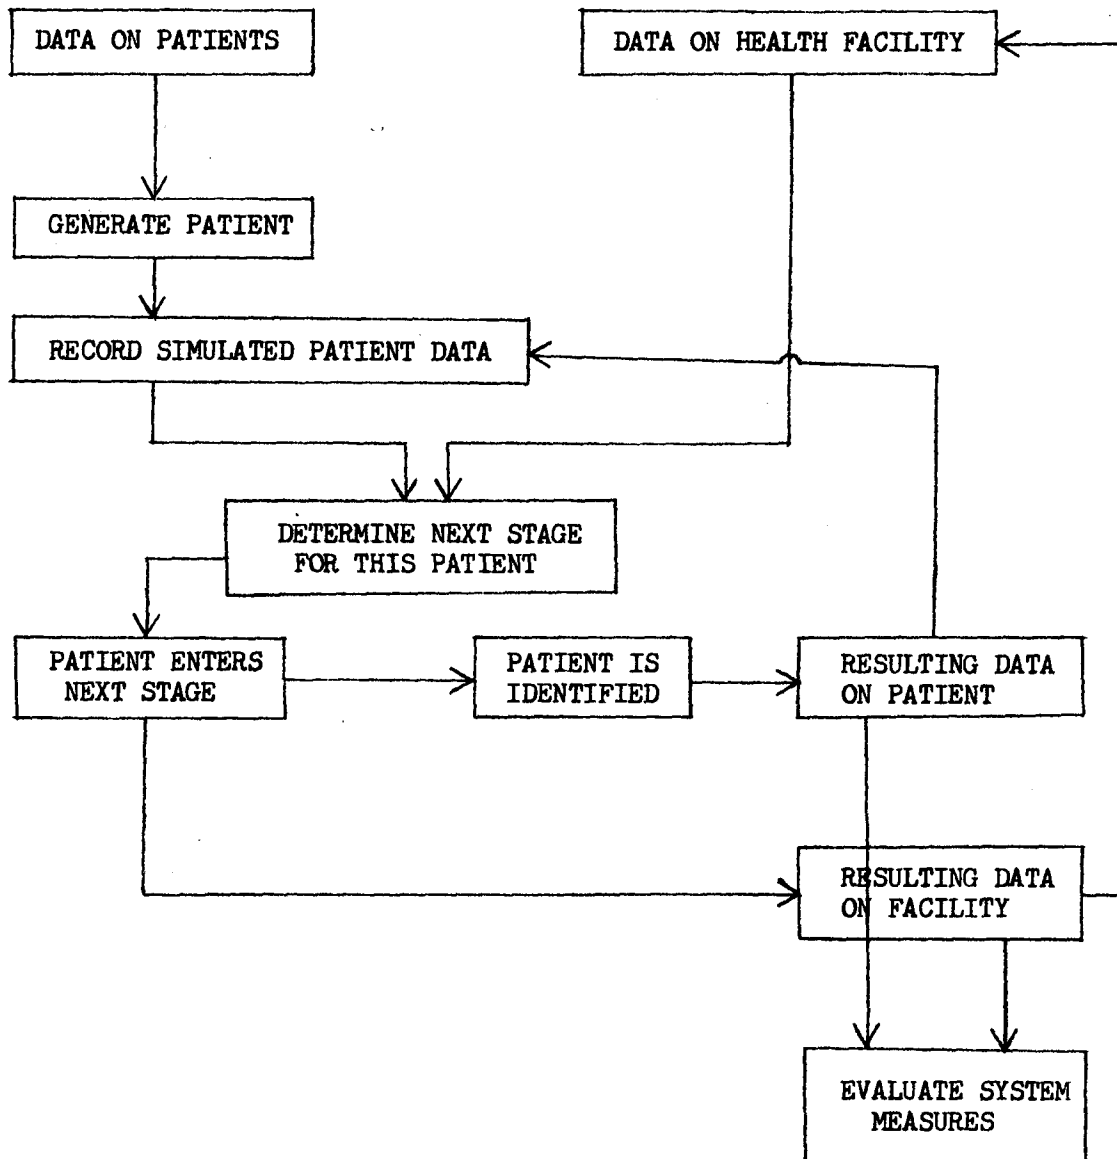 DATA ON PATIENTS
DATA ON HEALTH FACILITY
GENERATE PATIENT
RECORD SIMULATED PATIENT DATA
DETERMINE NEXT STAGE
FOR THIS PATIENT
PATIENT ENTERS
NEXT STAGE
PATIENT IS
IDENTIFIED
RESULTING DATA
ON PATIENT
RESULTING DATA
ON FACILITY
EVALUATE SYSTEM
MEASURES